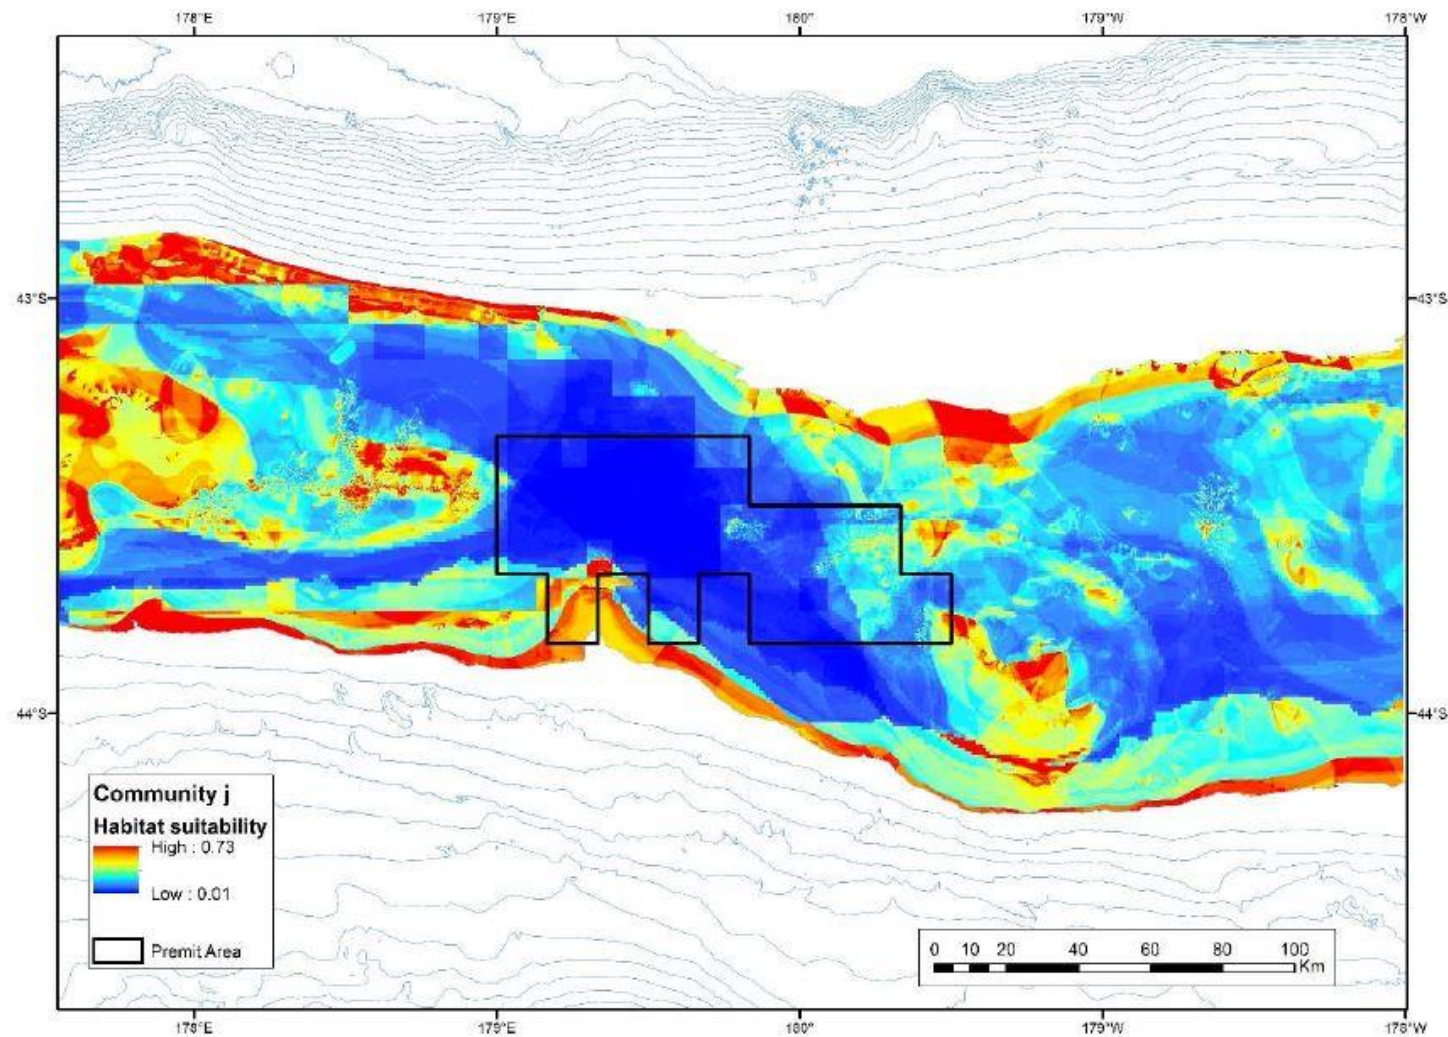 178°E 179°E 180° 179°W 178°W
43°S 43°S
44°S 44°S
Community j
Habitat suitability
High : 0.73
Low : 0.01
Premit Area
0 10 20 40 60 80 100
Km
178°E 179°E 180° 179°W 178°W